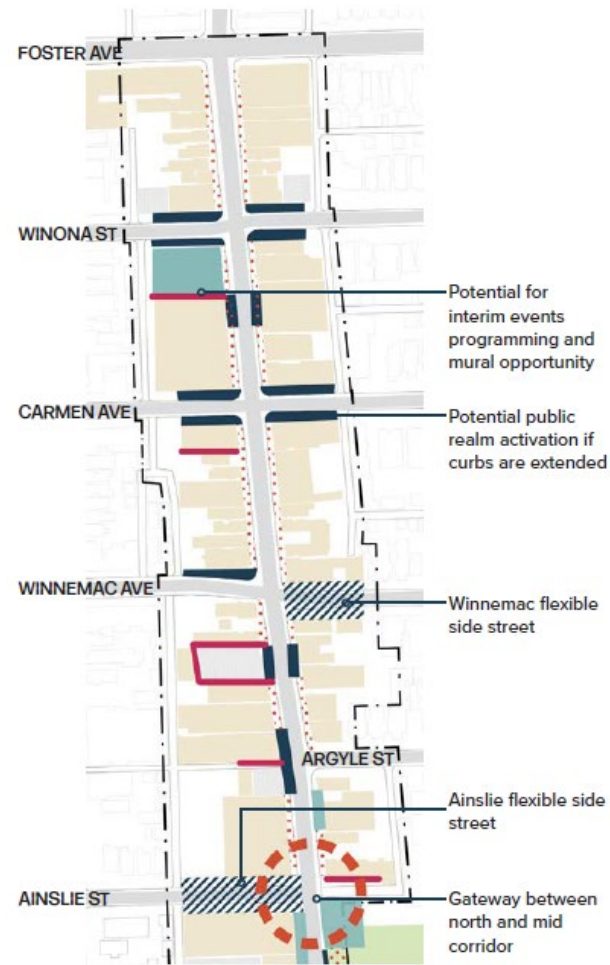 FOSTER AVE
WINONA ST
Potential for
interim events
programming and
mural opportunity
CARMEN AVE
Potential public
realm activation if
curbs are extended
WINNEMAC AVE
Winnemac flexible
side street
ARGYLE ST
Ainslie flexible side
street
AINSLIE ST
Gateway between
north and mid
corridor